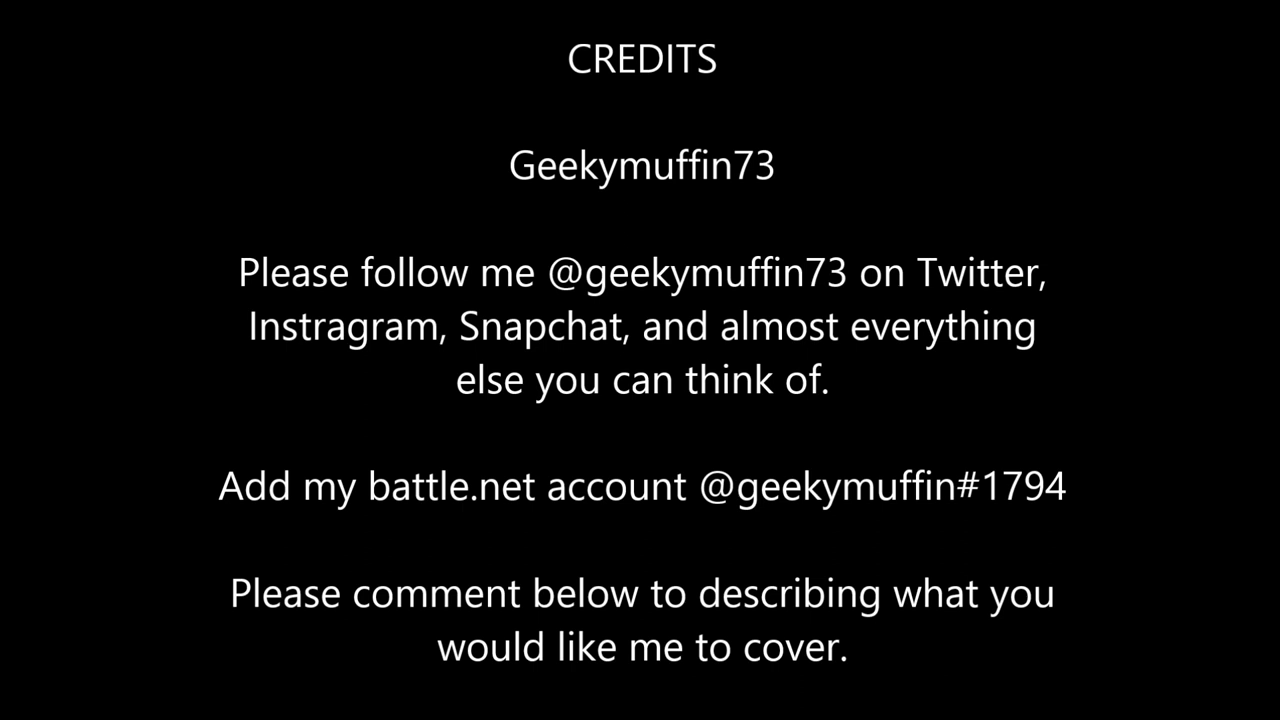 CREDITS
Geekymuffin73
Please follow me @geekymuffin73 on Twitter,
Instragram, Snapchat, and almost everything
else you can think of.
Add my battle.net account @geekymuffin#1794
Please comment below to describing what you
would like me to cover.